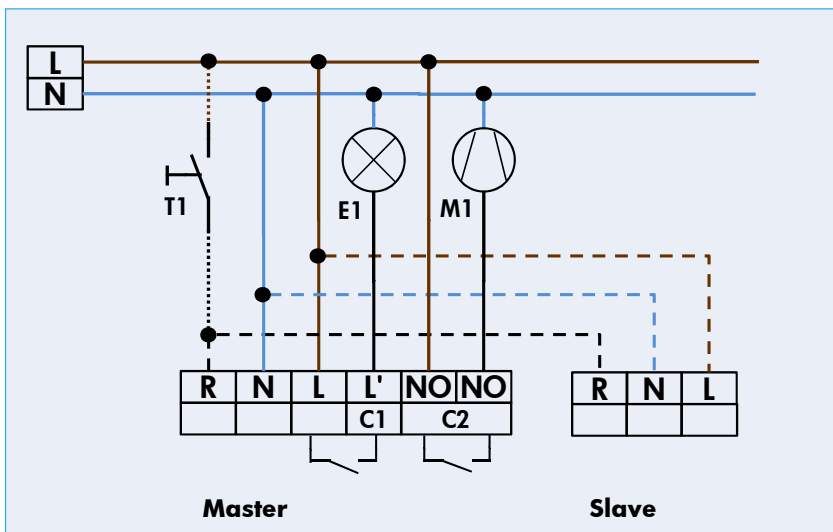 L
N
T1
E1
M1
R N L L' NO NO
C1 C2
R N L
Master
Slave